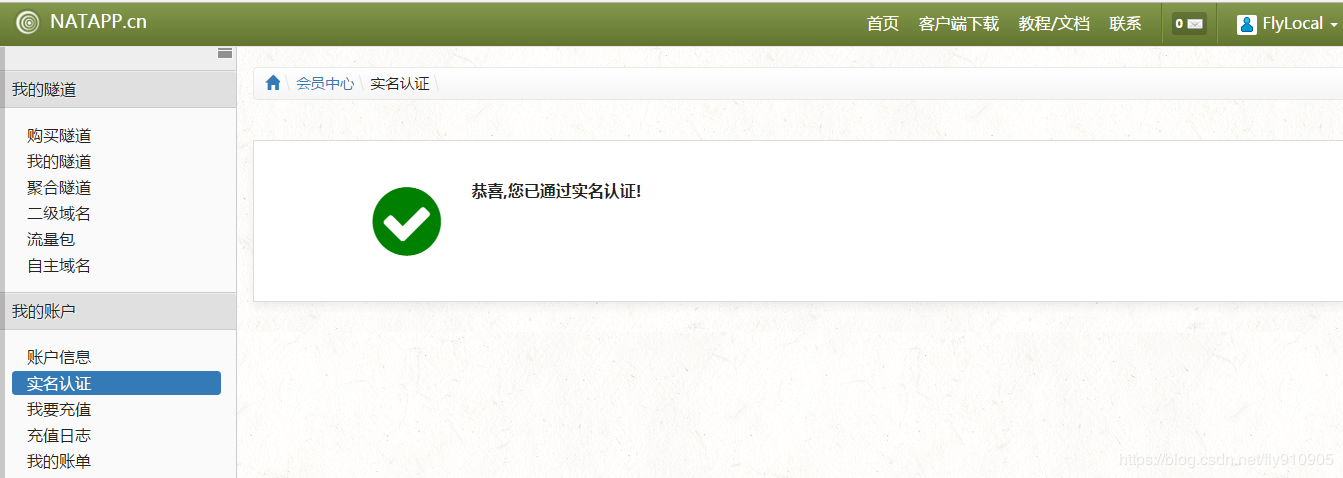 NATAPP.cn
首页 客户端下载 教程/文档 联系 0 FlyLocal
会员中心 \ 实名认证 \
我的隧道
购买隧道
我的隧道
聚合隧道
二级域名
流量包
自主域名
我的账户
账户信息
实名认证
我要充值
充值日志
我的账单
恭喜,您已通过实名认证!
https://blog.csdn.net/fly910905